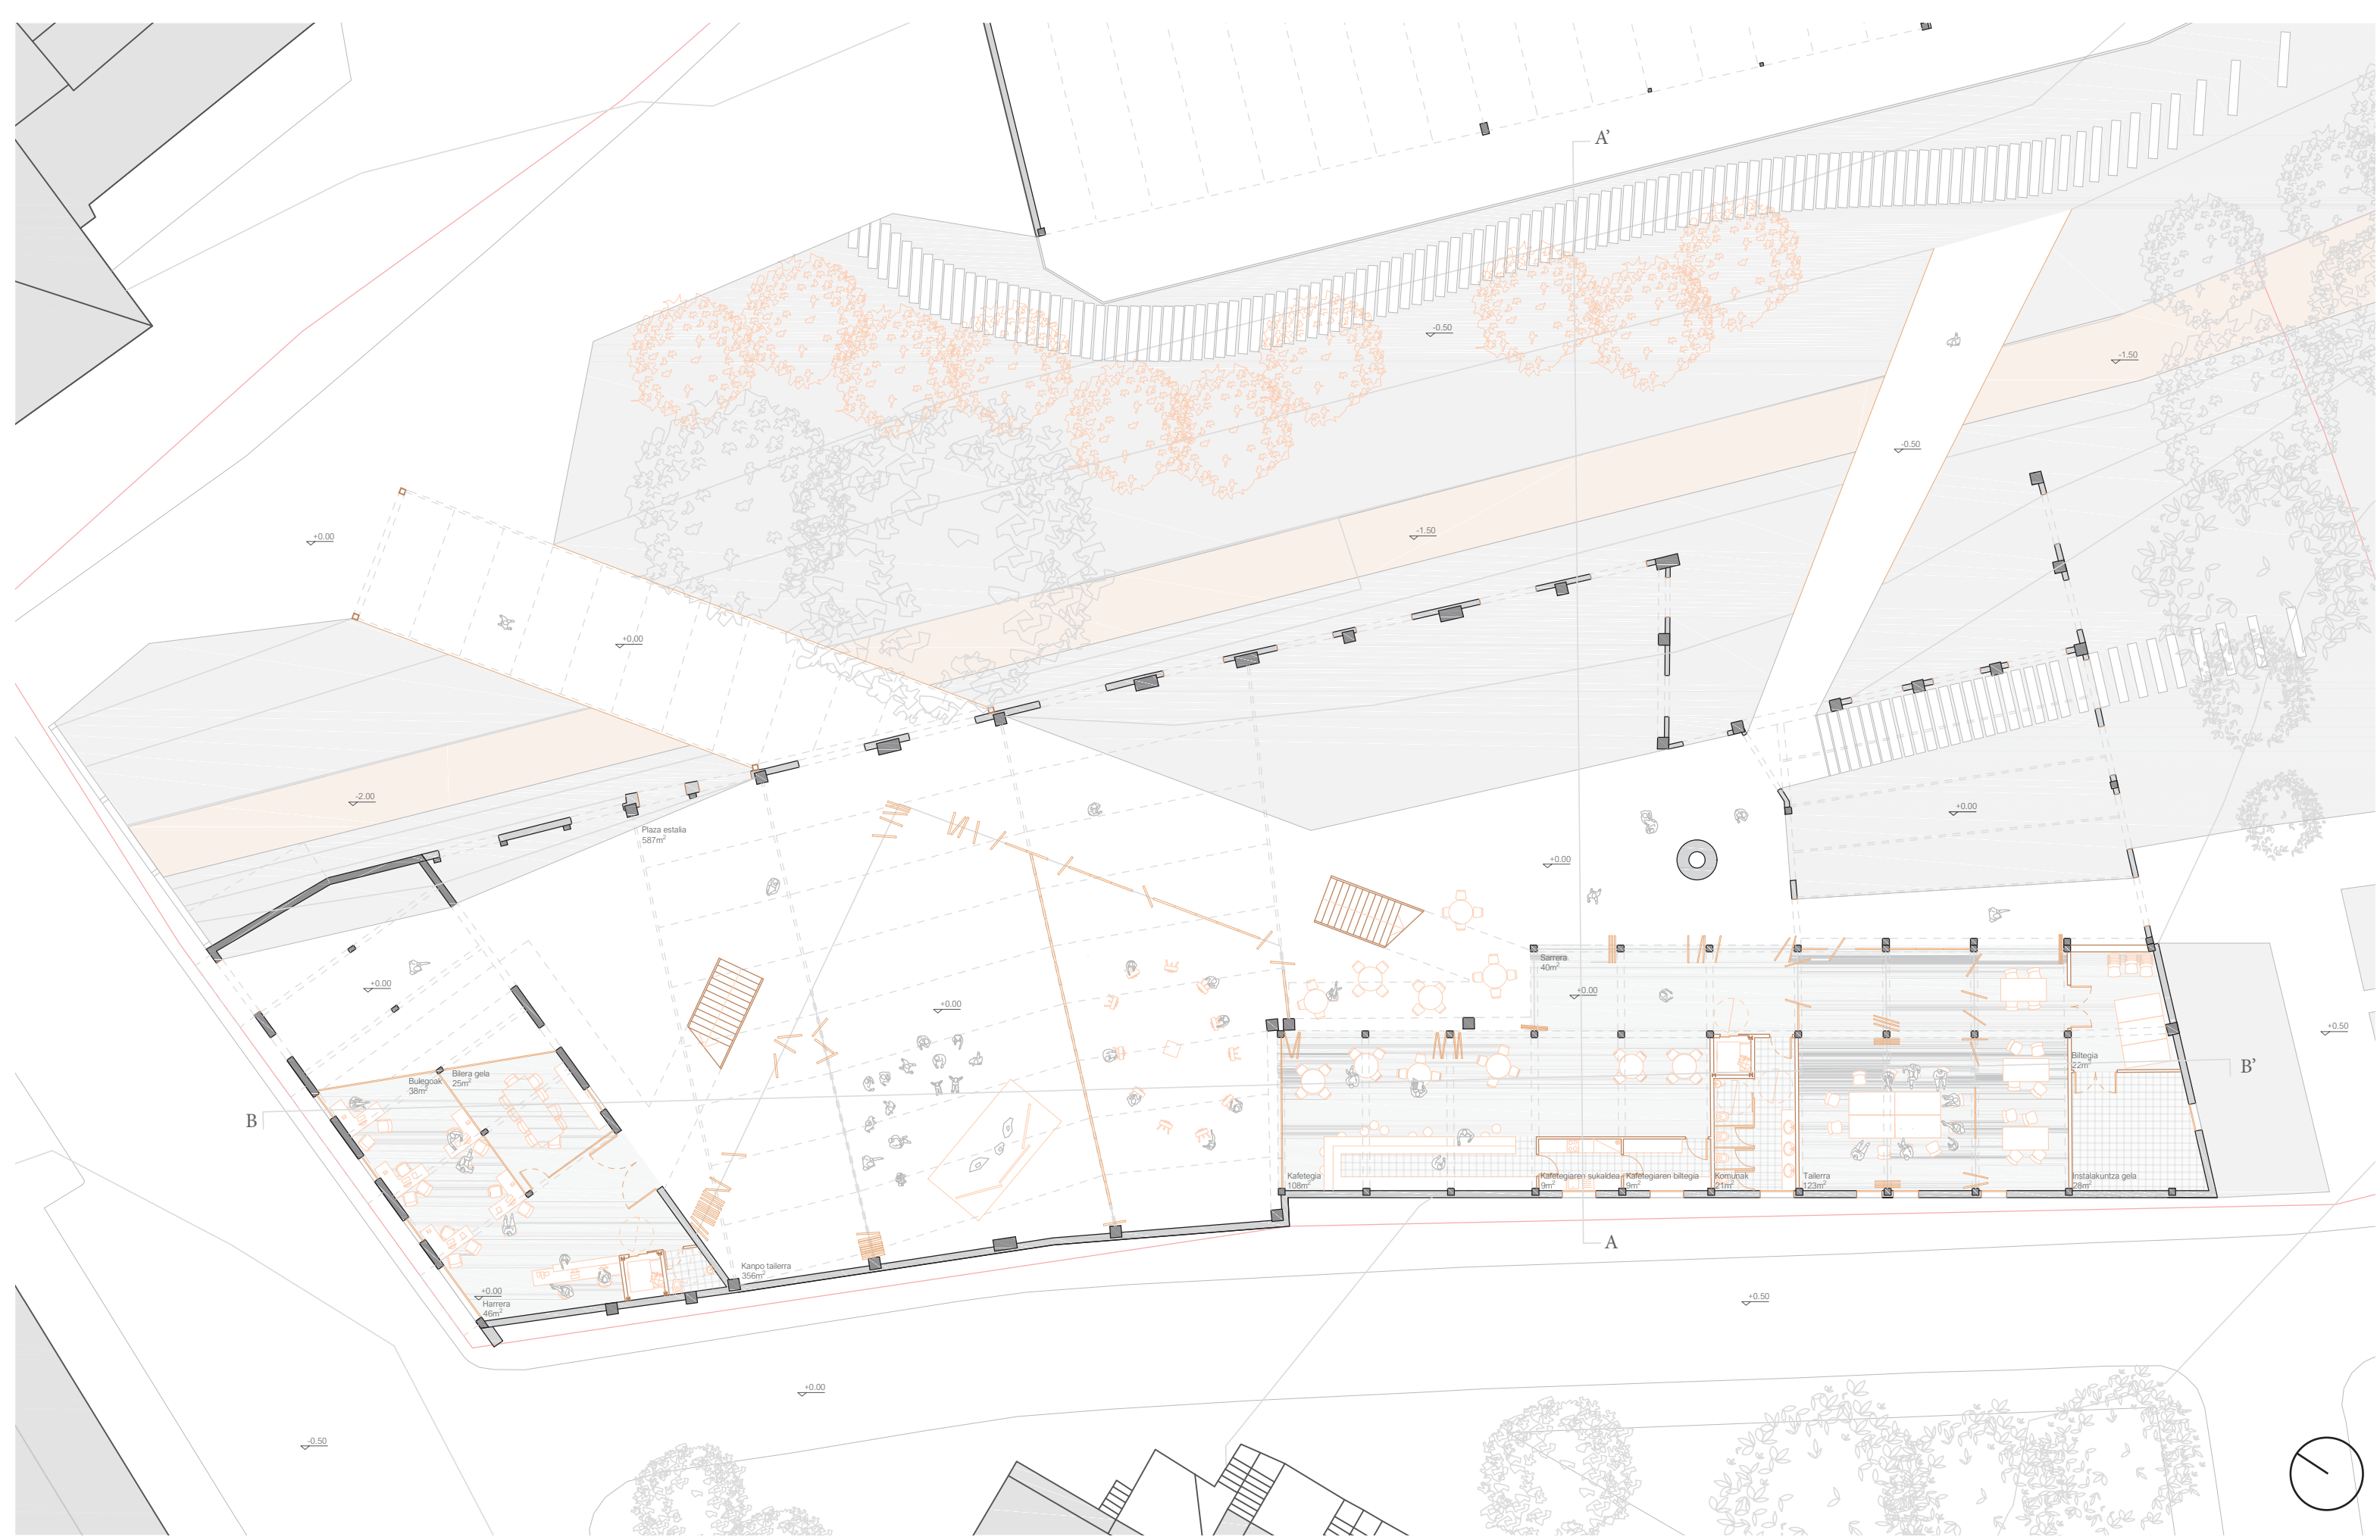 A'
-0.50
-1.50
-0.50
+0.00
-1.50
+0.00
-2.00
+0.00
Plaza estalia
587m²
+0.00
Sarrera
40m²
+0.00
+0.00
+0.00
+0.50
Bulegoak
38m²
Bilera gela
25m²
Biltegia
22m²
B'
B
Kafetegia
108m²
Kafetegiaren sukaldea
9m²
Kafetegiaren biltegia
9m²
Komunak
21m²
Tailerra
123m²
Instalakuntza gela
28m²
A
Kanpo tailerra
356m²
+0.00
Harrera
46m²
+0.50
+0.00
-0.50